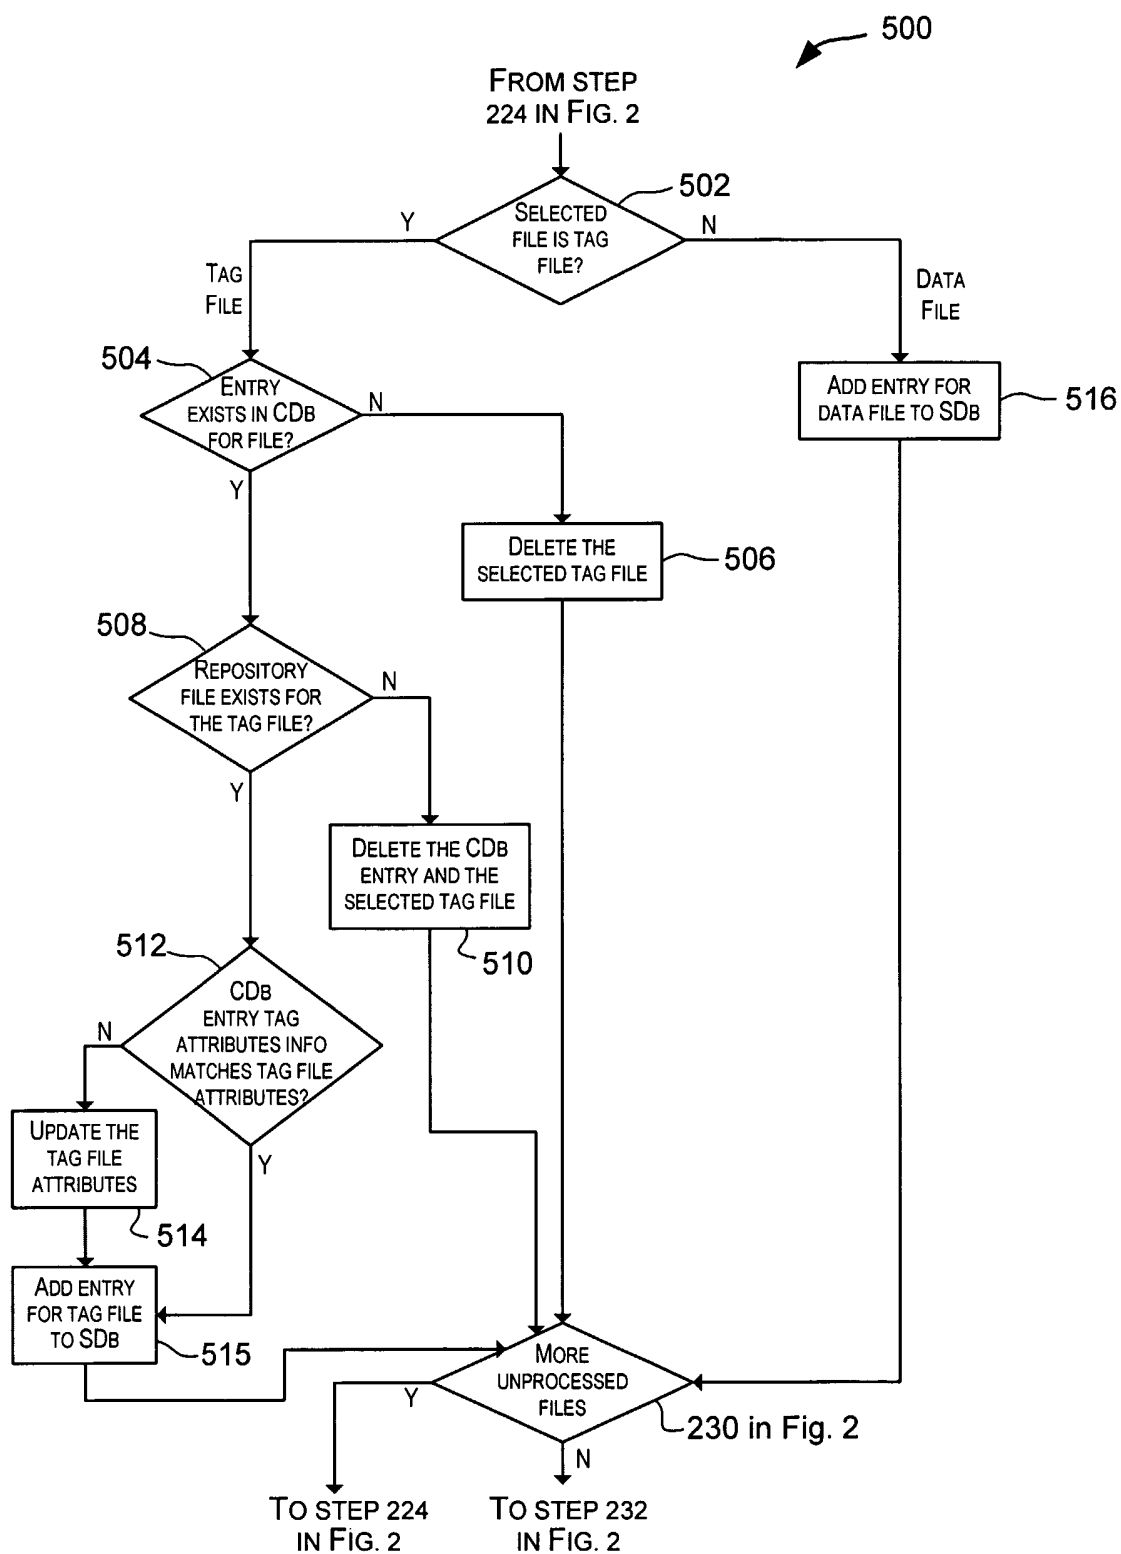 500
FROM STEP
224 IN FIG. 2
502
SELECTED
FILE IS TAG
FILE?
Y
N
TAG
FILE
DATA
FILE
504
ENTRY
EXISTS IN CDB
FOR FILE?
N
Y
ADD ENTRY FOR
DATA FILE TO SDB
516
DELETE THE
SELECTED TAG FILE
506
508
REPOSITORY
FILE EXISTS FOR
THE TAG FILE?
N
Y
DELETE THE CDB
ENTRY AND THE
SELECTED TAG FILE
510
512
CDB
ENTRY TAG
ATTRIBUTES INFO
MATCHES TAG FILE
ATTRIBUTES?
N
Y
UPDATE THE
TAG FILE
ATTRIBUTES
514
ADD ENTRY
FOR TAG FILE
TO SDB
515
MORE
UNPROCESSED
FILES
Y
N
230 in Fig. 2
TO STEP 224
IN FIG. 2
TO STEP 232
IN FIG. 2